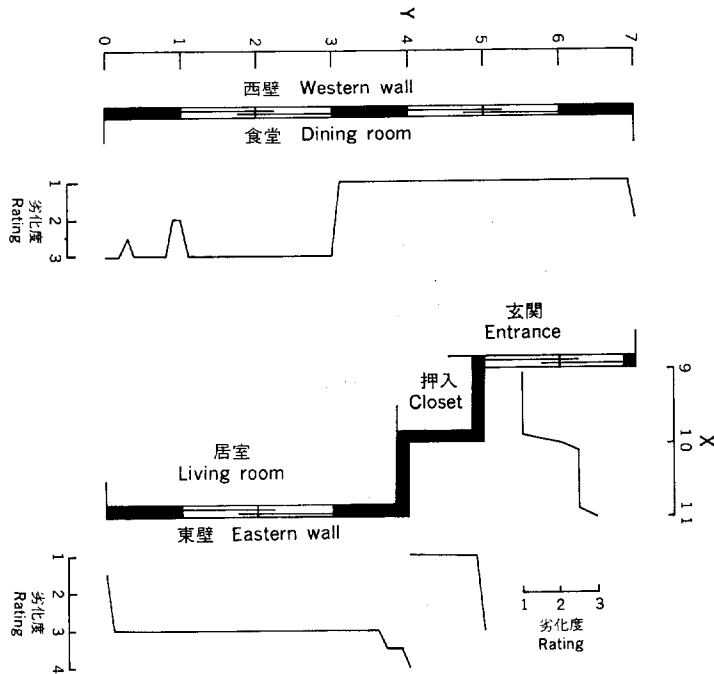 Y
0 1 2 3 4 5 6 7
西壁 Western wall
食堂 Dining room
1
2
3
劣化度
Rating
玄関
Entrance
押入
Closet
9
10
11
X
居室
Living room
東壁 Eastern wall
1
2
3
4
劣化度
Rating
1 2 3
劣化度
Rating